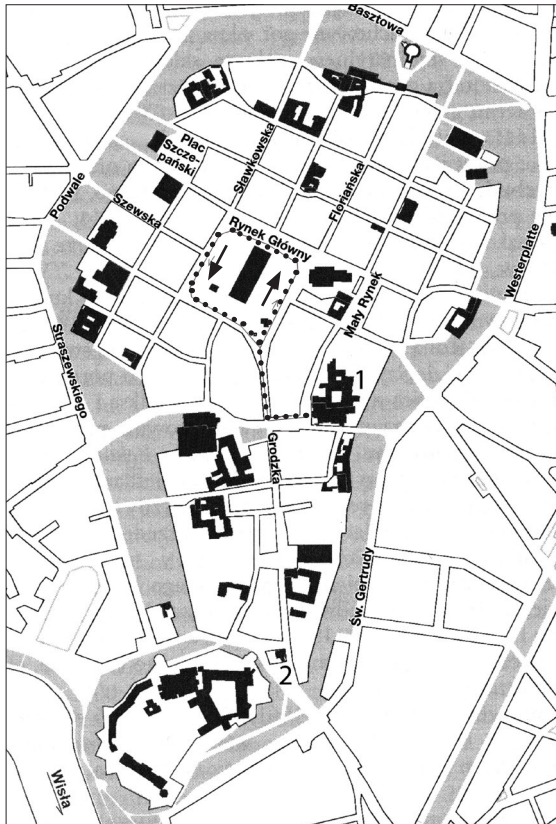 Basztowa
Plac
Szcze-
pański
Sławkowska
Floriańska
Podwale
Szewska
Rynek Główny
Westerplatte
Mały Rynek
Straszewskiego
1
Grodzka
Św. Gertrudy
2
Wisła